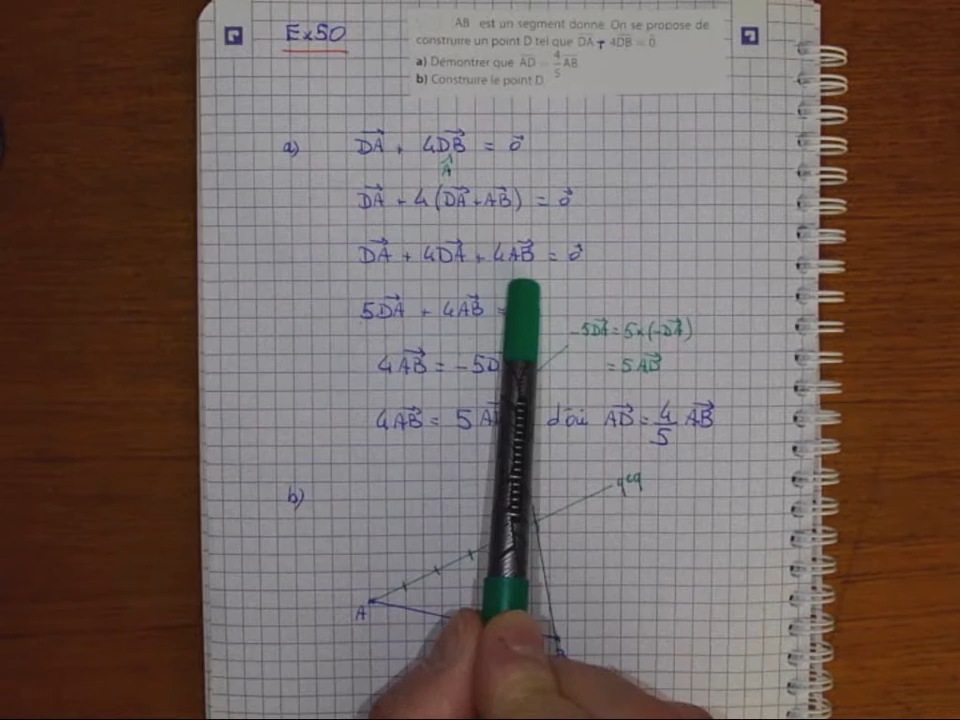 Ex50
AB est un segment donné. On se propose de
construire un point D tel que DA + 4DB = 0
a) Démontrer que AD = 4/5 AB
b) Construire le point D.
a) DA + 4DB = 0
A
DA + 4(DA+AB) = 0
DA + 4DA + 4AB = 0
5DA + 4AB =
-5DA = 5×(-DA)
4AB = -5D
= 5AB
4AB = 5A d'où AD = 4/5 AB
b)
qcq
A